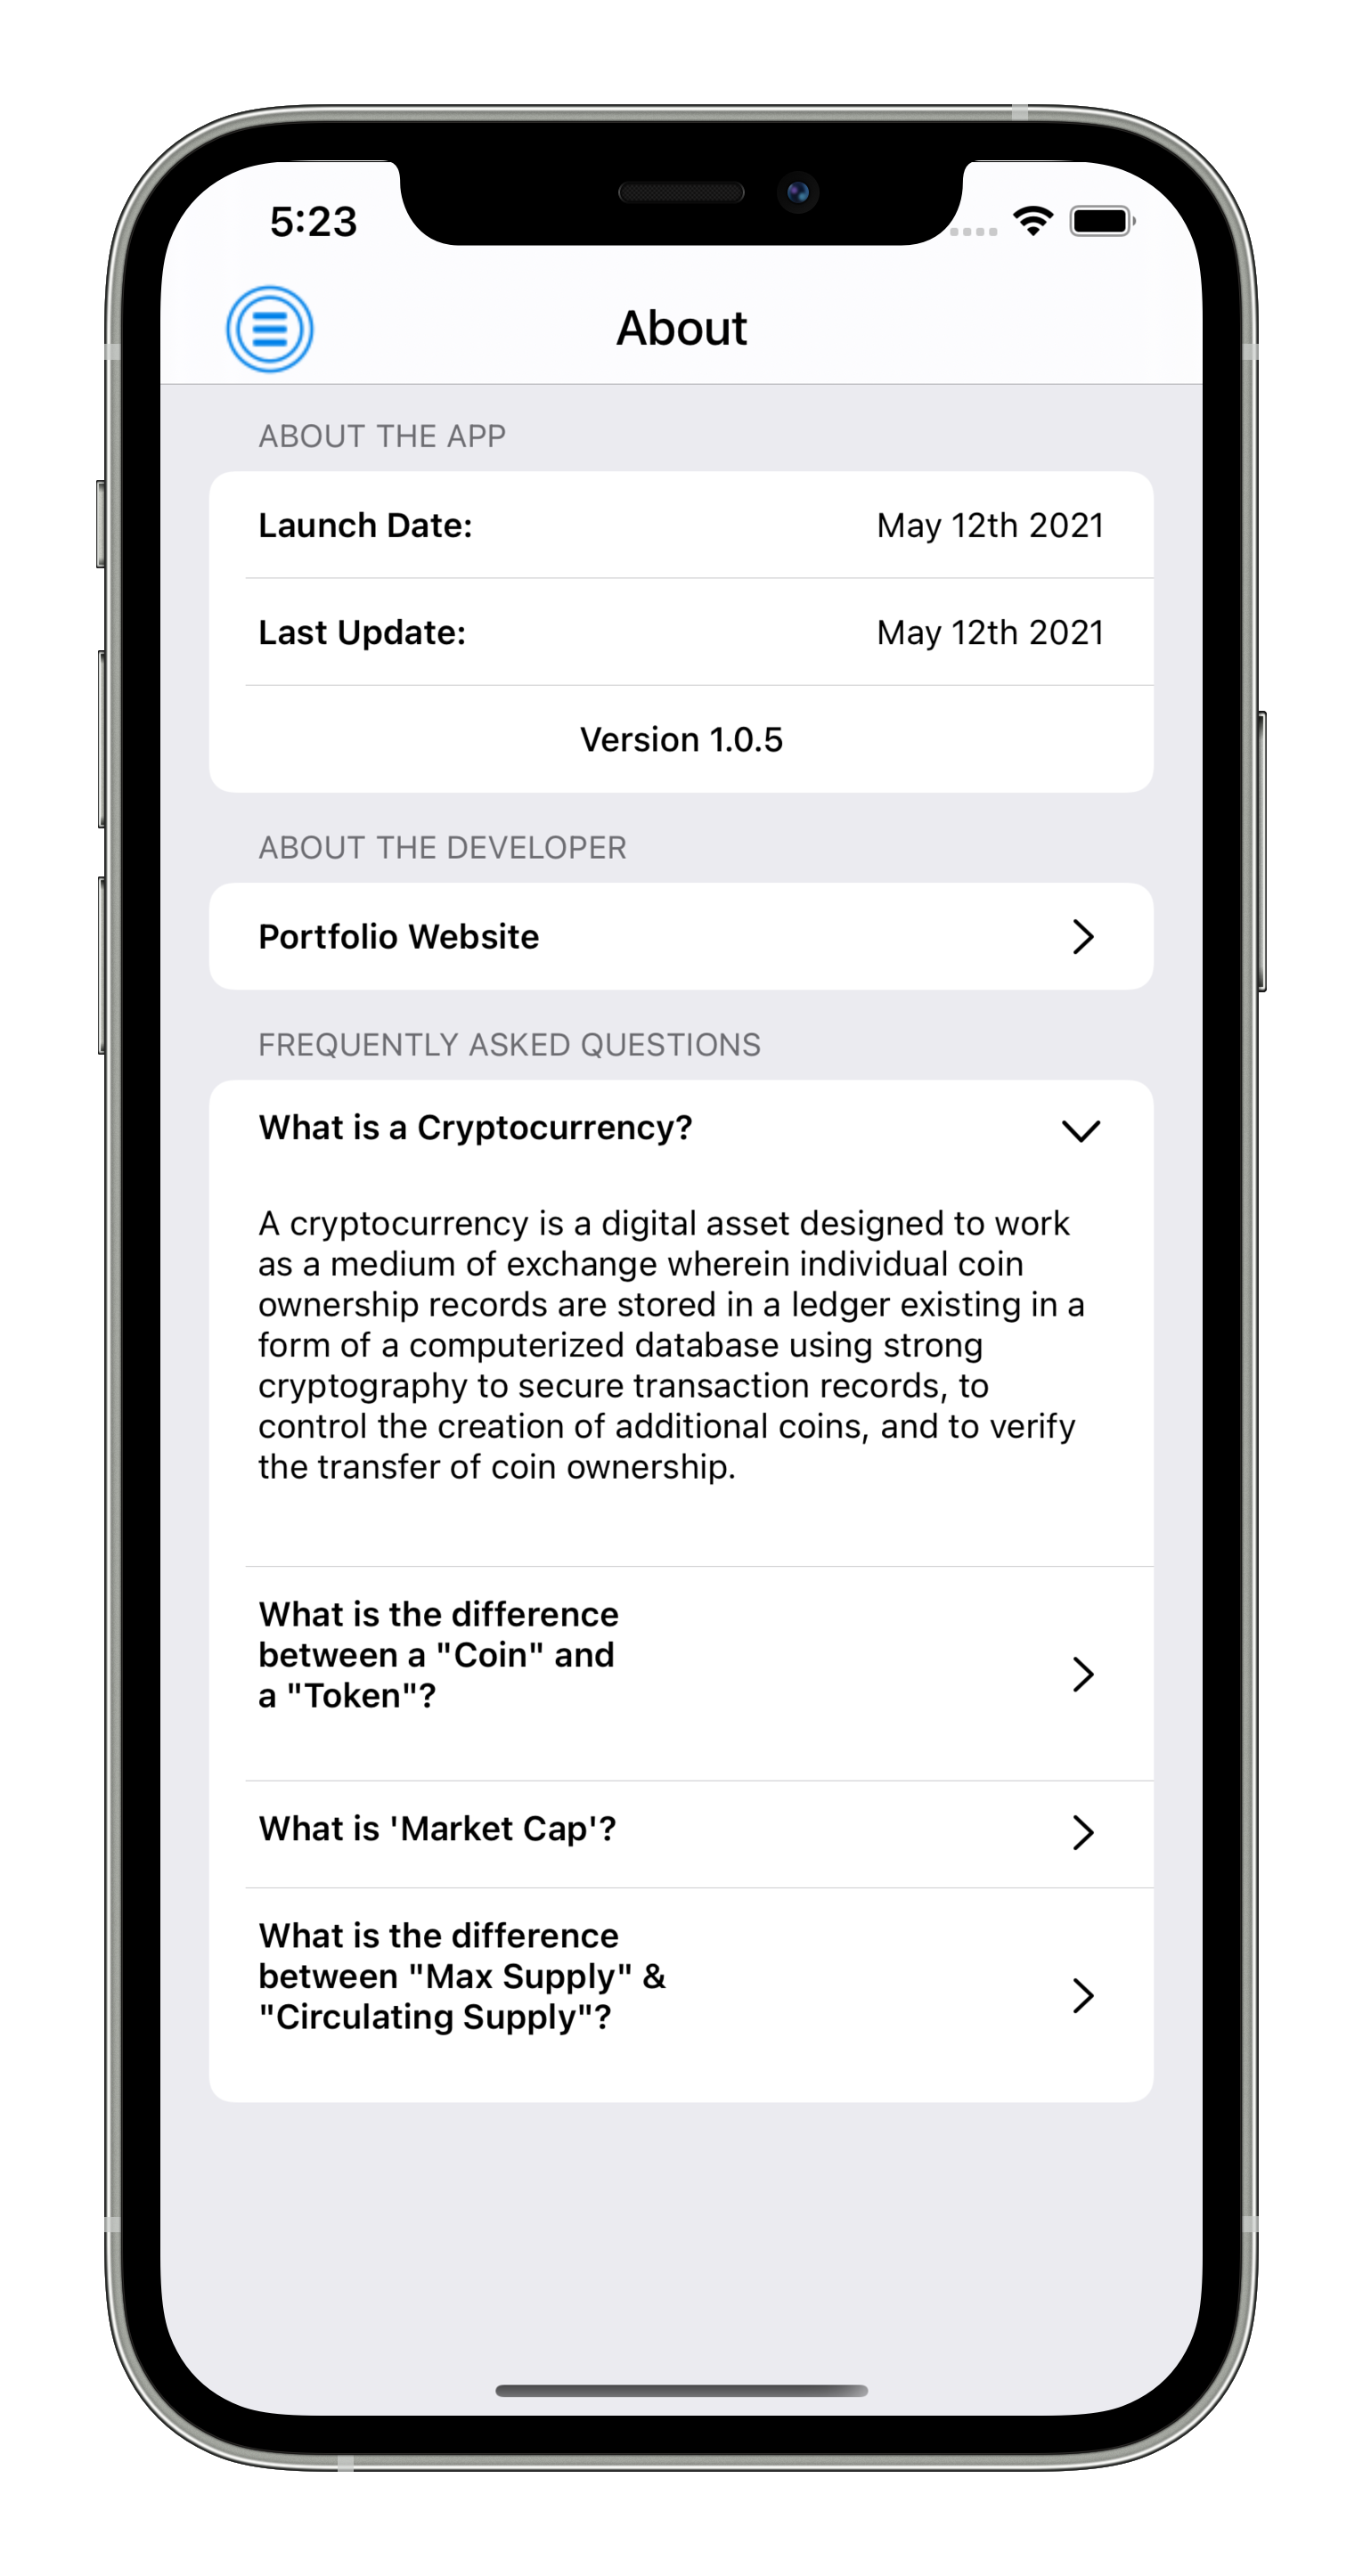 5:23
About
ABOUT THE APP
Launch Date: May 12th 2021
Last Update: May 12th 2021
Version 1.0.5
ABOUT THE DEVELOPER
Portfolio Website
FREQUENTLY ASKED QUESTIONS
What is a Cryptocurrency?
A cryptocurrency is a digital asset designed to work
as a medium of exchange wherein individual coin
ownership records are stored in a ledger existing in a
form of a computerized database using strong
cryptography to secure transaction records, to
control the creation of additional coins, and to verify
the transfer of coin ownership.
What is the difference
between a "Coin" and
a "Token"?
What is 'Market Cap'?
What is the difference
between "Max Supply" &
"Circulating Supply"?